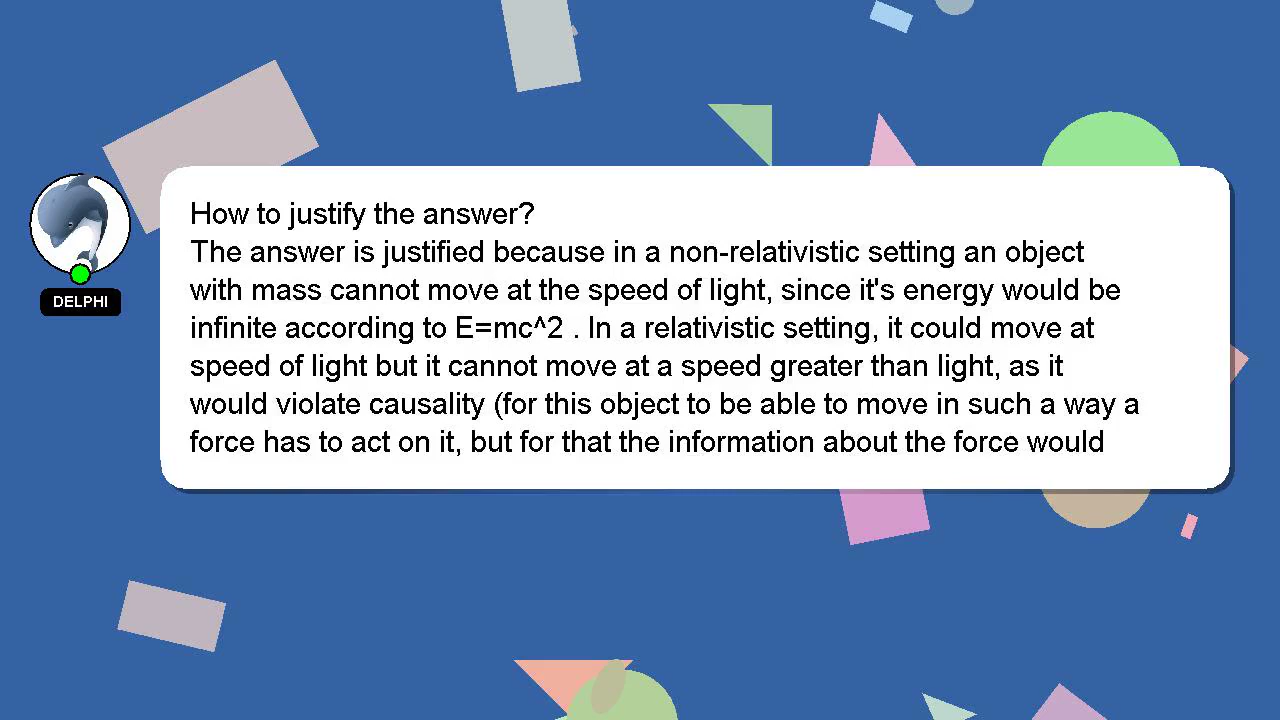 How to justify the answer?
The answer is justified because in a non-relativistic setting an object
with mass cannot move at the speed of light, since it's energy would be
infinite according to E=mc^2 . In a relativistic setting, it could move at
speed of light but it cannot move at a speed greater than light, as it
would violate causality (for this object to be able to move in such a way a
force has to act on it, but for that the information about the force would
DELPHI